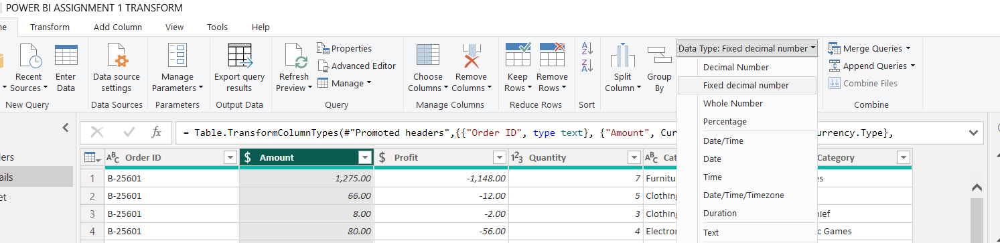 POWER BI ASSIGNMENT 1 TRANSFORM
Transform Add Column View Tools Help
Recent Sources
Enter Data
New Query
Data source settings
Data Sources
Manage Parameters
Parameters
Export query results
Output Data
Refresh Preview
Properties
Advanced Editor
Manage
Query
Choose Columns
Remove Columns
Manage Columns
Keep Rows
Remove Rows
Reduce Rows
Sort
Split Column
Group By
Data Type: Fixed decimal number
Decimal Number
Fixed decimal number
Whole Number
Percentage
Date/Time
Date
Time
Date/Time/Timezone
Duration
Text
Merge Queries
Append Queries
Combine Files
Combine
fx = Table.TransformColumnTypes(#"Promoted headers",{{"Order ID", type text}, {"Amount", Cur urrency.Type},
ABC Order ID $ Amount $ Profit 123 Quantity ABC Cat Category
1 B-25601 1,275.00 -1,148.00 7 Furnitu es
2 B-25601 66.00 -12.00 5 Clothing
3 B-25601 8.00 -2.00 3 Clothing hief
4 B-25601 80.00 -56.00 4 Electron c Games